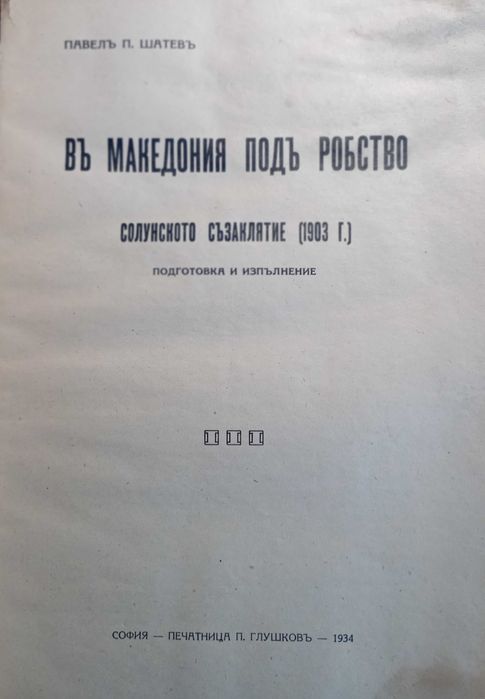 ПАВЕЛЪ П. ШАТЕВЪ
ВЪ МАКЕДОНИЯ ПОДЪ РОБСТВО
СОЛУНСКОТО СЪЗАКЛЯТИЕ (1903 Г.)
ПОДГОТОВКА И ИЗПЪЛНЕНИЕ
СОФИЯ — ПЕЧАТНИЦА П. ГЛУШКОВЪ — 1934